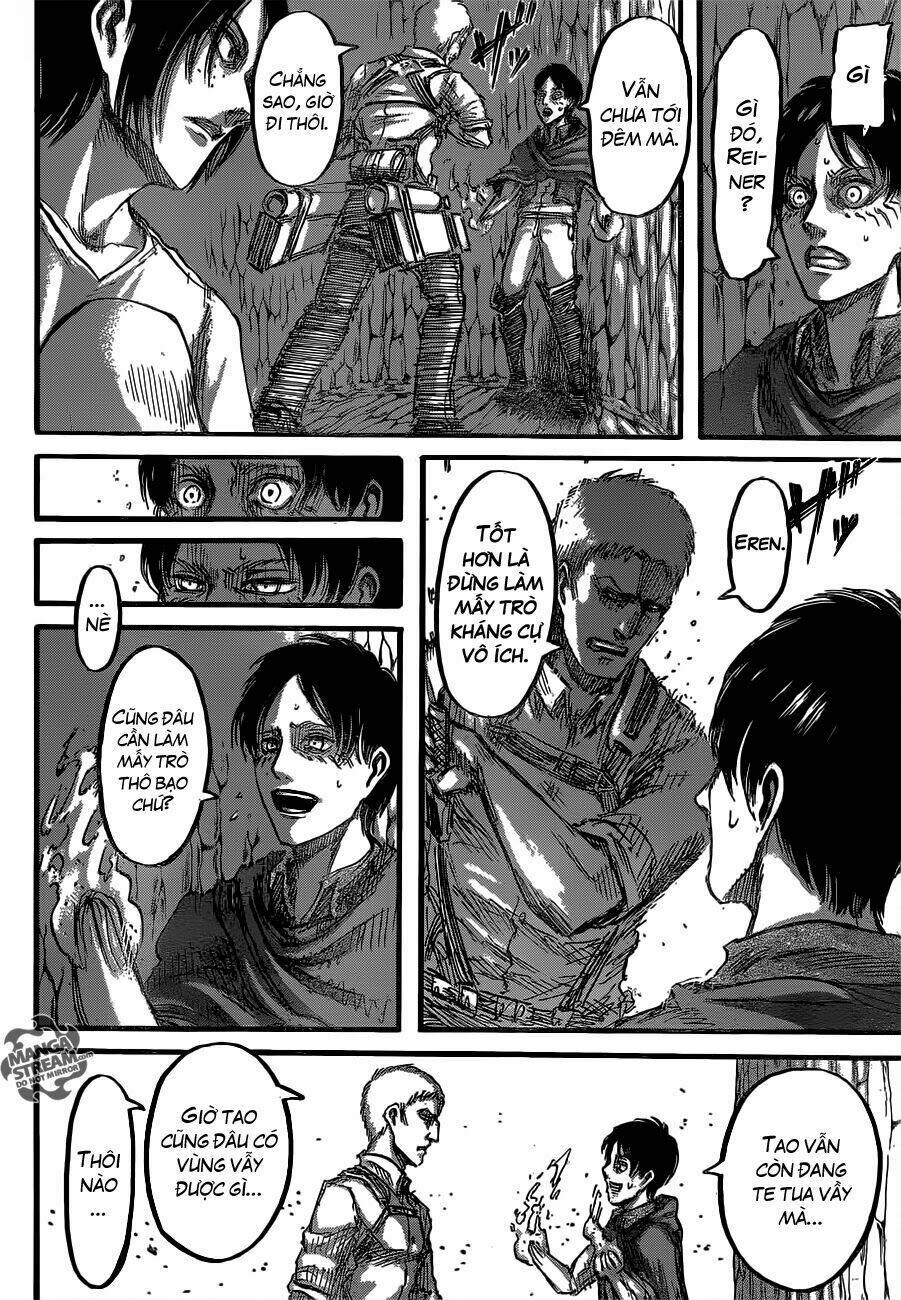 GÌ
GÌ
ĐÓ,
REI-
NER
?
VẪN
CHƯA TỚI
ĐÊM MÀ.
CHẲNG
SAO, GIỜ
ĐI THÔI.
EREN.
TỐT
HƠN LÀ
ĐỪNG LÀM
MẤY TRÒ
KHÁNG CỰ
VÔ ÍCH.
...
NÈ
CŨNG ĐÂU
CẦN LÀM
MẤY TRÒ
THÔ BẠO
CHỨ?
TAO VẪN
CÒN ĐANG
TE TUA VẦY
MÀ...
GIỜ TAO
CŨNG ĐÂU CÓ
VÙNG VẪY
ĐƯỢC GÌ...
THÔI
NÀO
...
MANGA
STREAM.com
DO NOT MIRROR!